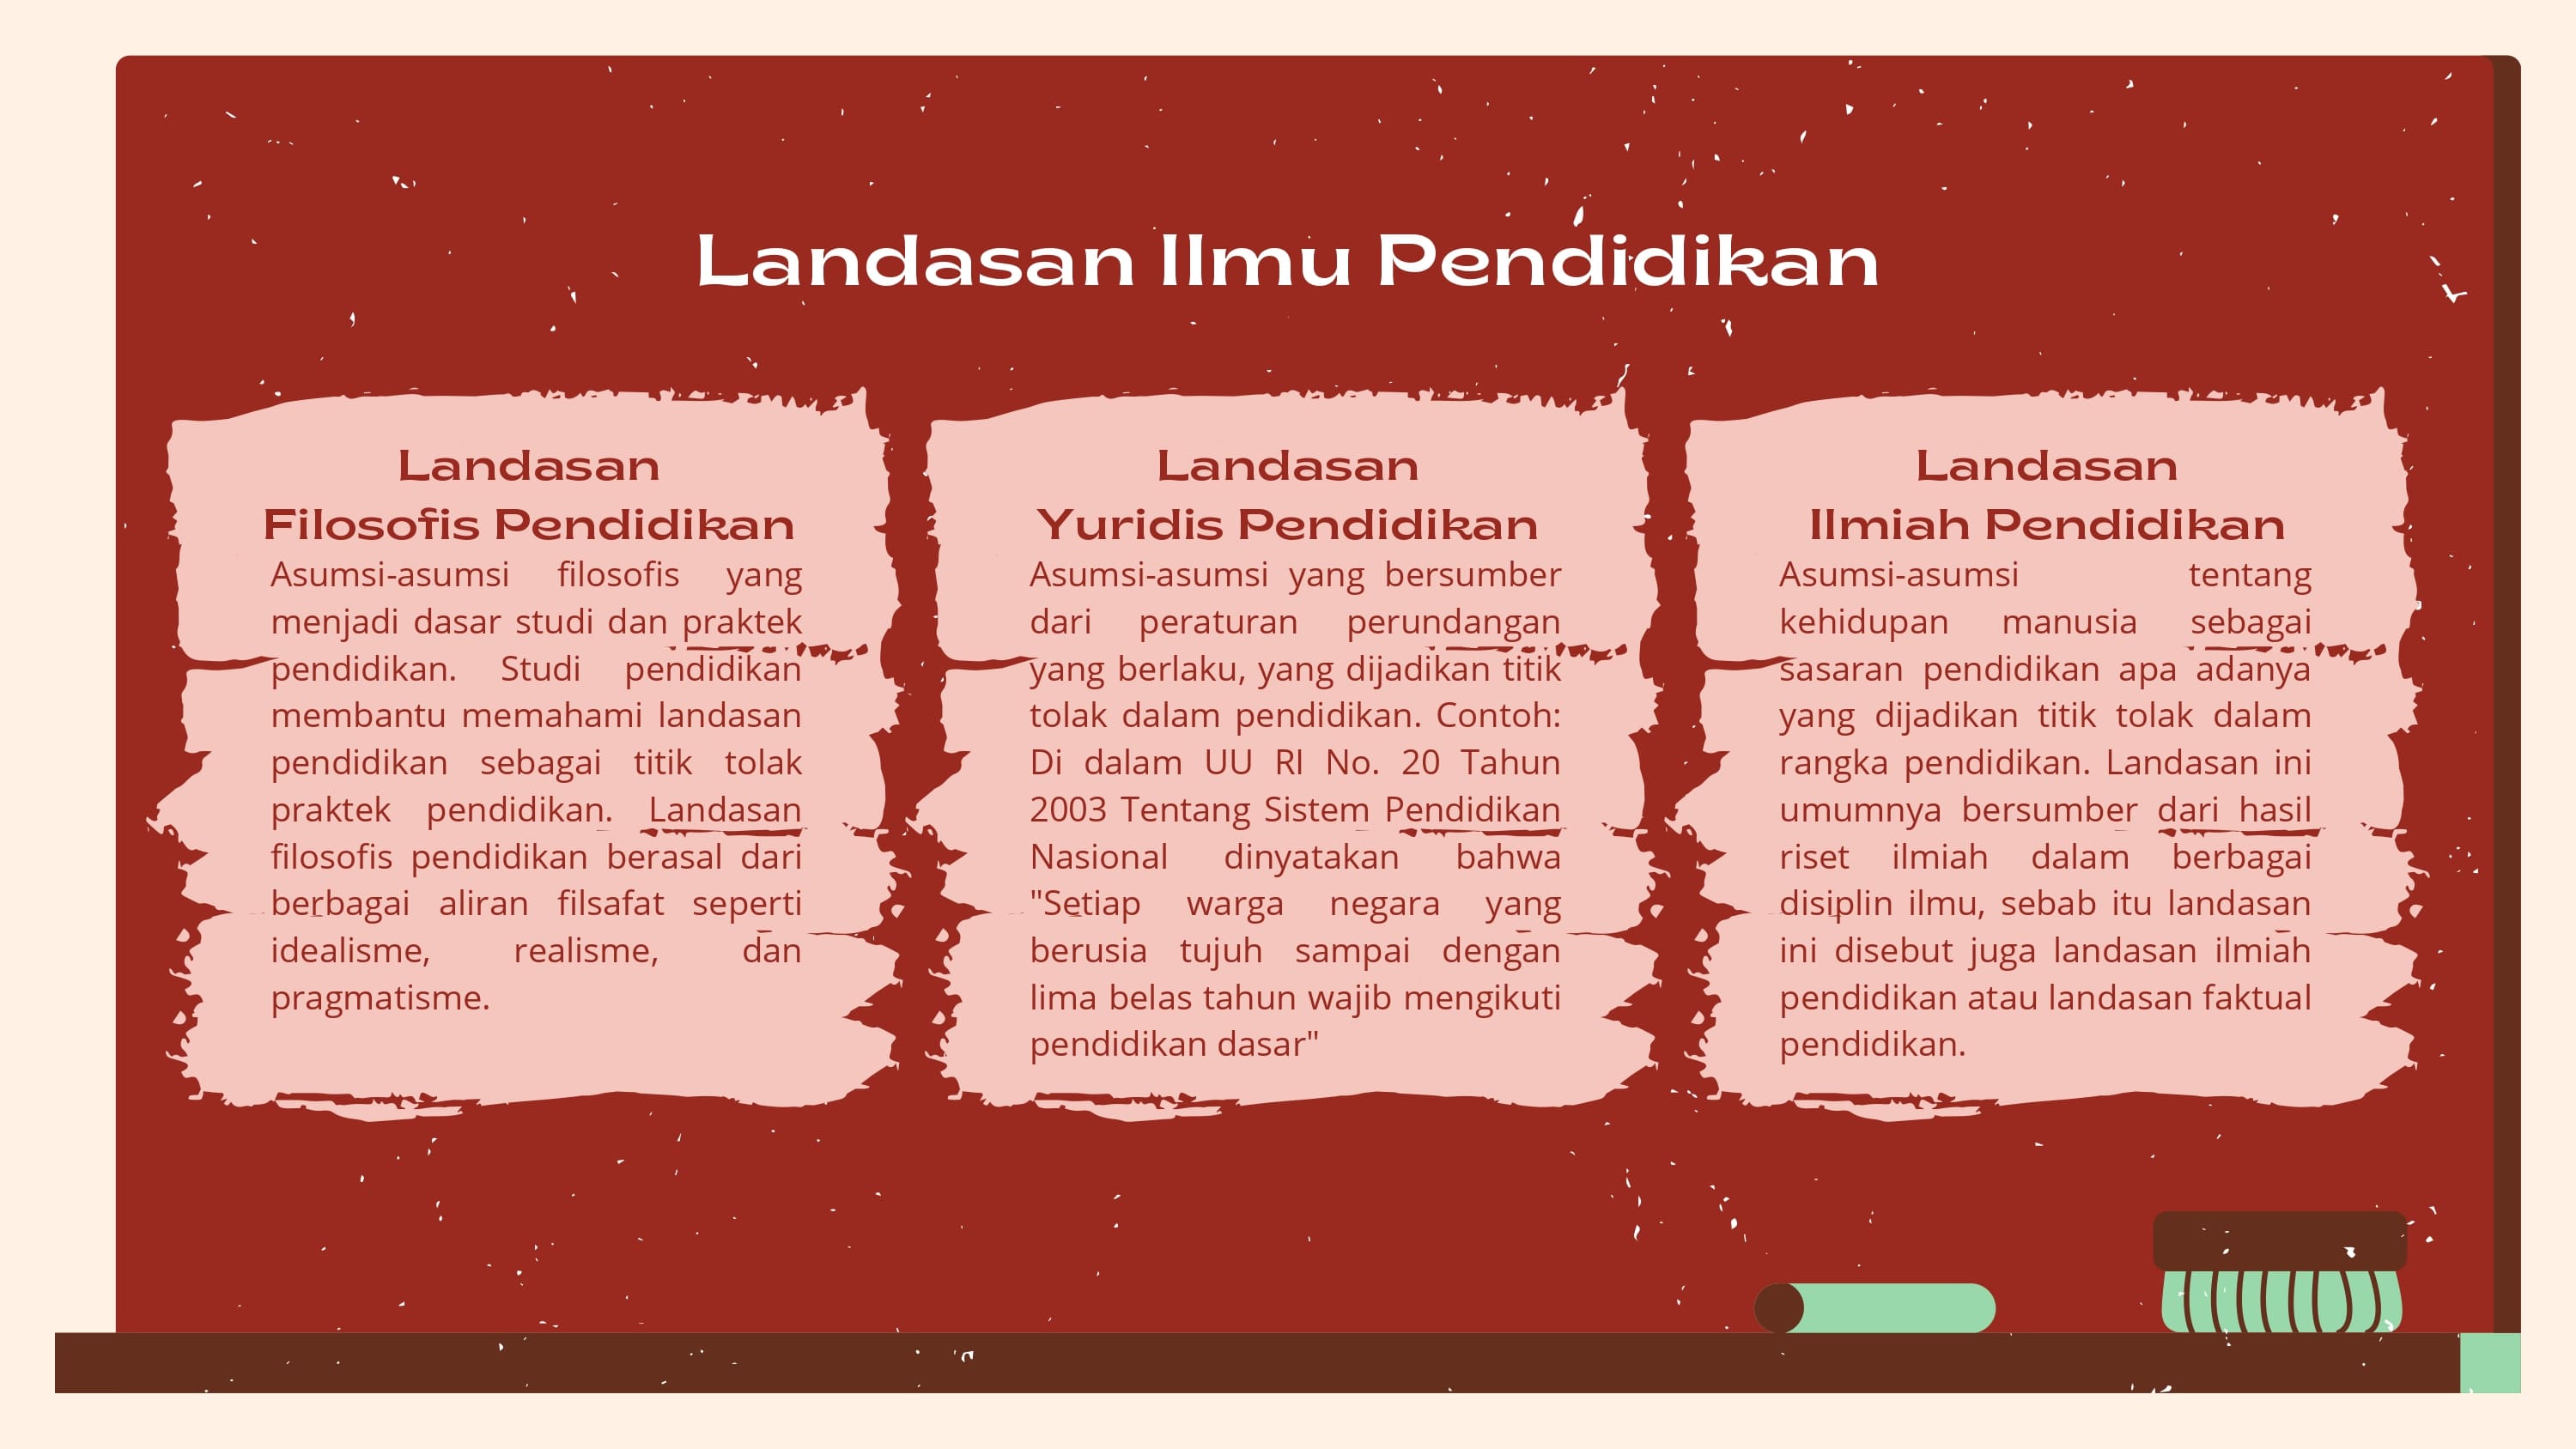 Landasan Ilmu Pendidikan
Landasan
Filosofis Pendidikan
Asumsi-asumsi filosofis yang
menjadi dasar studi dan praktek
pendidikan. Studi pendidikan
membantu memahami landasan
pendidikan sebagai titik tolak
praktek pendidikan. Landasan
filosofis pendidikan berasal dari
berbagai aliran filsafat seperti
idealisme, realisme, dan
pragmatisme.
Landasan
Yuridis Pendidikan
Asumsi-asumsi yang bersumber
dari peraturan perundangan
yang berlaku, yang dijadikan titik
tolak dalam pendidikan. Contoh:
Di dalam UU RI No. 20 Tahun
2003 Tentang Sistem Pendidikan
Nasional dinyatakan bahwa
"Setiap warga negara yang
berusia tujuh sampai dengan
lima belas tahun wajib mengikuti
pendidikan dasar"
Landasan
Ilmiah Pendidikan
Asumsi-asumsi tentang
kehidupan manusia sebagai
sasaran pendidikan apa adanya
yang dijadikan titik tolak dalam
rangka pendidikan. Landasan ini
umumnya bersumber dari hasil
riset ilmiah dalam berbagai
disiplin ilmu, sebab itu landasan
ini disebut juga landasan ilmiah
pendidikan atau landasan faktual
pendidikan.